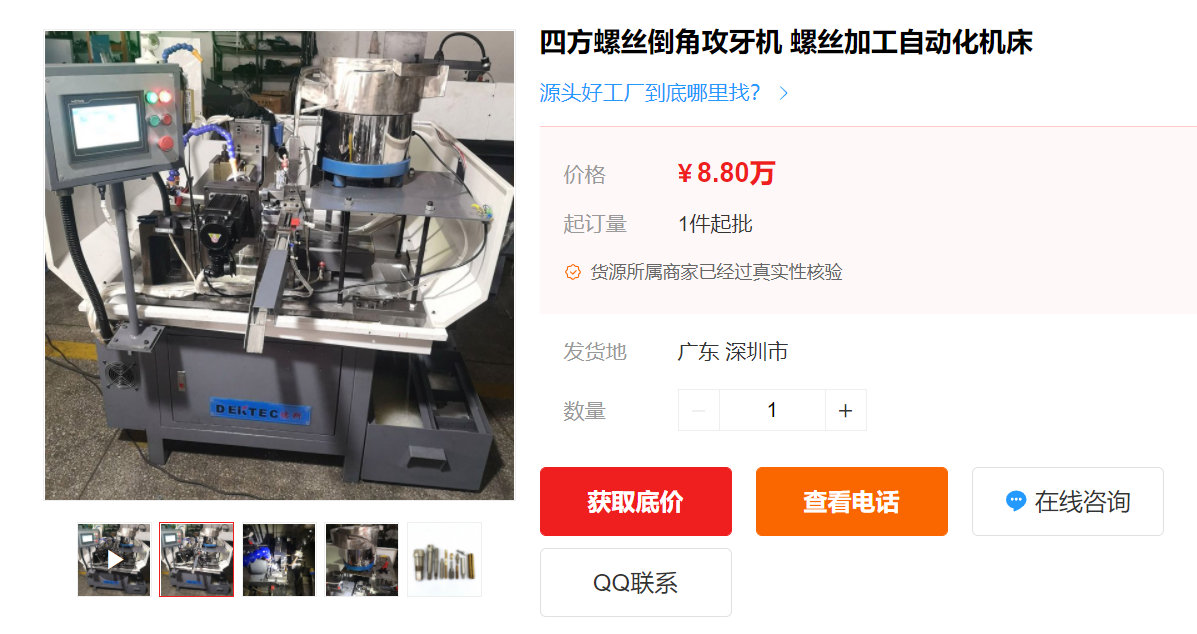 四方螺丝倒角攻牙机 螺丝加工自动化机床
源头好工厂到底哪里找?
价格 ¥8.80万
起订量 1件起批
货源所属商家已经过真实性核验
发货地 广东 深圳市
数量 1 +
获取底价 查看电话 在线咨询
QQ联系
DEKTEC